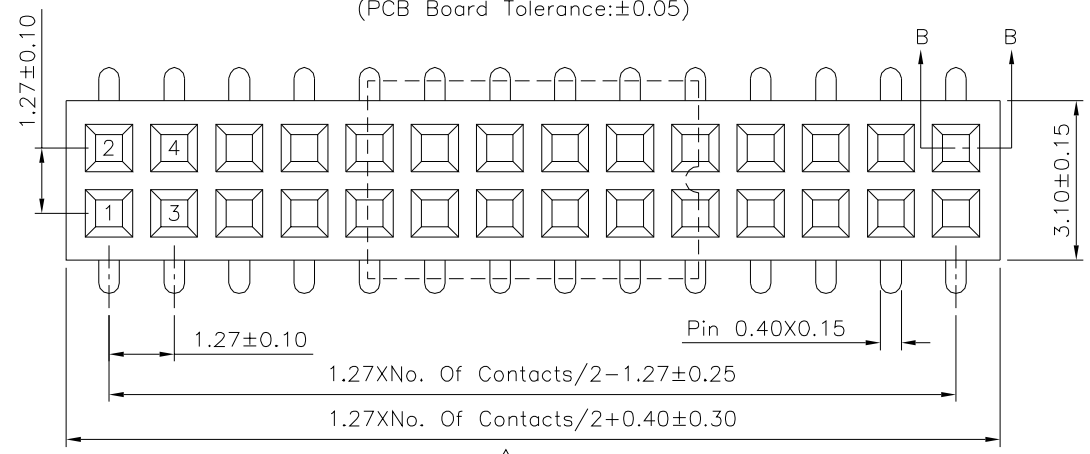 (PCB Board Tolerance:±0.05)
B B
1.27±0.10
2 4
1 3
3.10±0.15
1.27±0.10
Pin 0.40X0.15
1.27XNo. Of Contacts/2-1.27±0.25
1.27XNo. Of Contacts/2+0.40±0.30